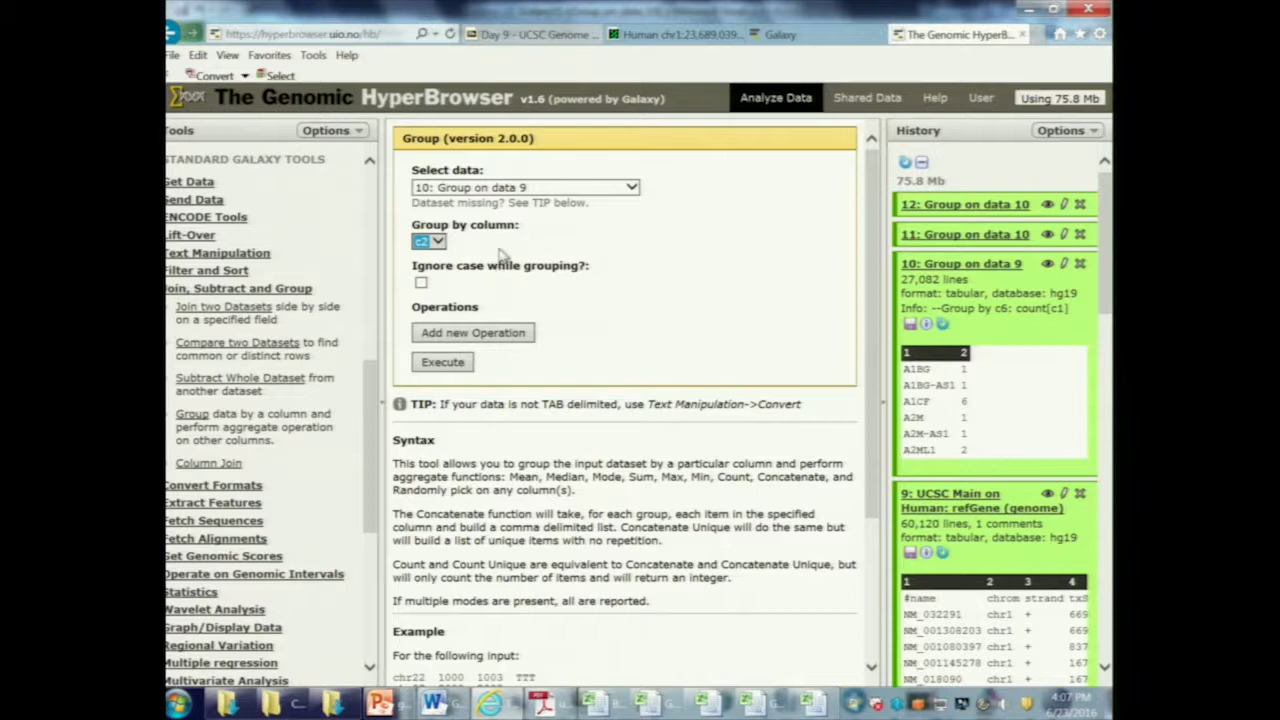 https://hyperbrowser.uio.no/hb/
Day 9 - UCSC Genome ...
Human chr1:23,689,039...
Galaxy
The Genomic HyperB...
File Edit View Favorites Tools Help
Convert Select
The Genomic HyperBrowser v1.6 (powered by Galaxy)
Analyze Data Shared Data Help User Using 75.8 Mb
Tools Options
STANDARD GALAXY TOOLS
Get Data
Send Data
ENCODE Tools
Lift-Over
Text Manipulation
Filter and Sort
Join, Subtract and Group
Join two Datasets side by side
on a specified field
Compare two Datasets to find
common or distinct rows
Subtract Whole Dataset from
another dataset
Group data by a column and
perform aggregate operation
on other columns.
Column Join
Convert Formats
Extract Features
Fetch Sequences
Fetch Alignments
Get Genomic Scores
Operate on Genomic Intervals
Statistics
Wavelet Analysis
Graph/Display Data
Regional Variation
Multiple regression
Multivariate Analysis
Group (version 2.0.0)
Select data:
10: Group on data 9
Dataset missing? See TIP below.
Group by column:
c2
Ignore case while grouping?:
Operations
Add new Operation
Execute
TIP: If your data is not TAB delimited, use Text Manipulation->Convert
Syntax
This tool allows you to group the input dataset by a particular column and perform
aggregate functions: Mean, Median, Mode, Sum, Max, Min, Count, Concatenate, and
Randomly pick on any column(s).
The Concatenate function will take, for each group, each item in the specified
column and build a comma delimited list. Concatenate Unique will do the same but
will build a list of unique items with no repetition.
Count and Count Unique are equivalent to Concatenate and Concatenate Unique, but
will only count the number of items and will return an integer.
If multiple modes are present, all are reported.
Example
For the following input:
chr22 1000 1003 TTT
History Options
75.8 Mb
12: Group on data 10
11: Group on data 10
10: Group on data 9
27,082 lines
format: tabular, database: hg19
Info: --Group by c6: count[c1]
1 2
A1BG 1
A1BG-AS1 1
A1CF 6
A2M 1
A2M-AS1 1
A2ML1 2
9: UCSC Main on
Human: refGene (genome)
60,120 lines, 1 comments
format: tabular, database: hg19
1 2 3 4
#name chrom strand txS
NM_032291 chr1 + 669
NM_001308203 chr1 + 669
NM_001080397 chr1 + 837
NM_001145278 chr1 + 167
NM_018090 chr1 + 167
4:07 PM
6/23/2016